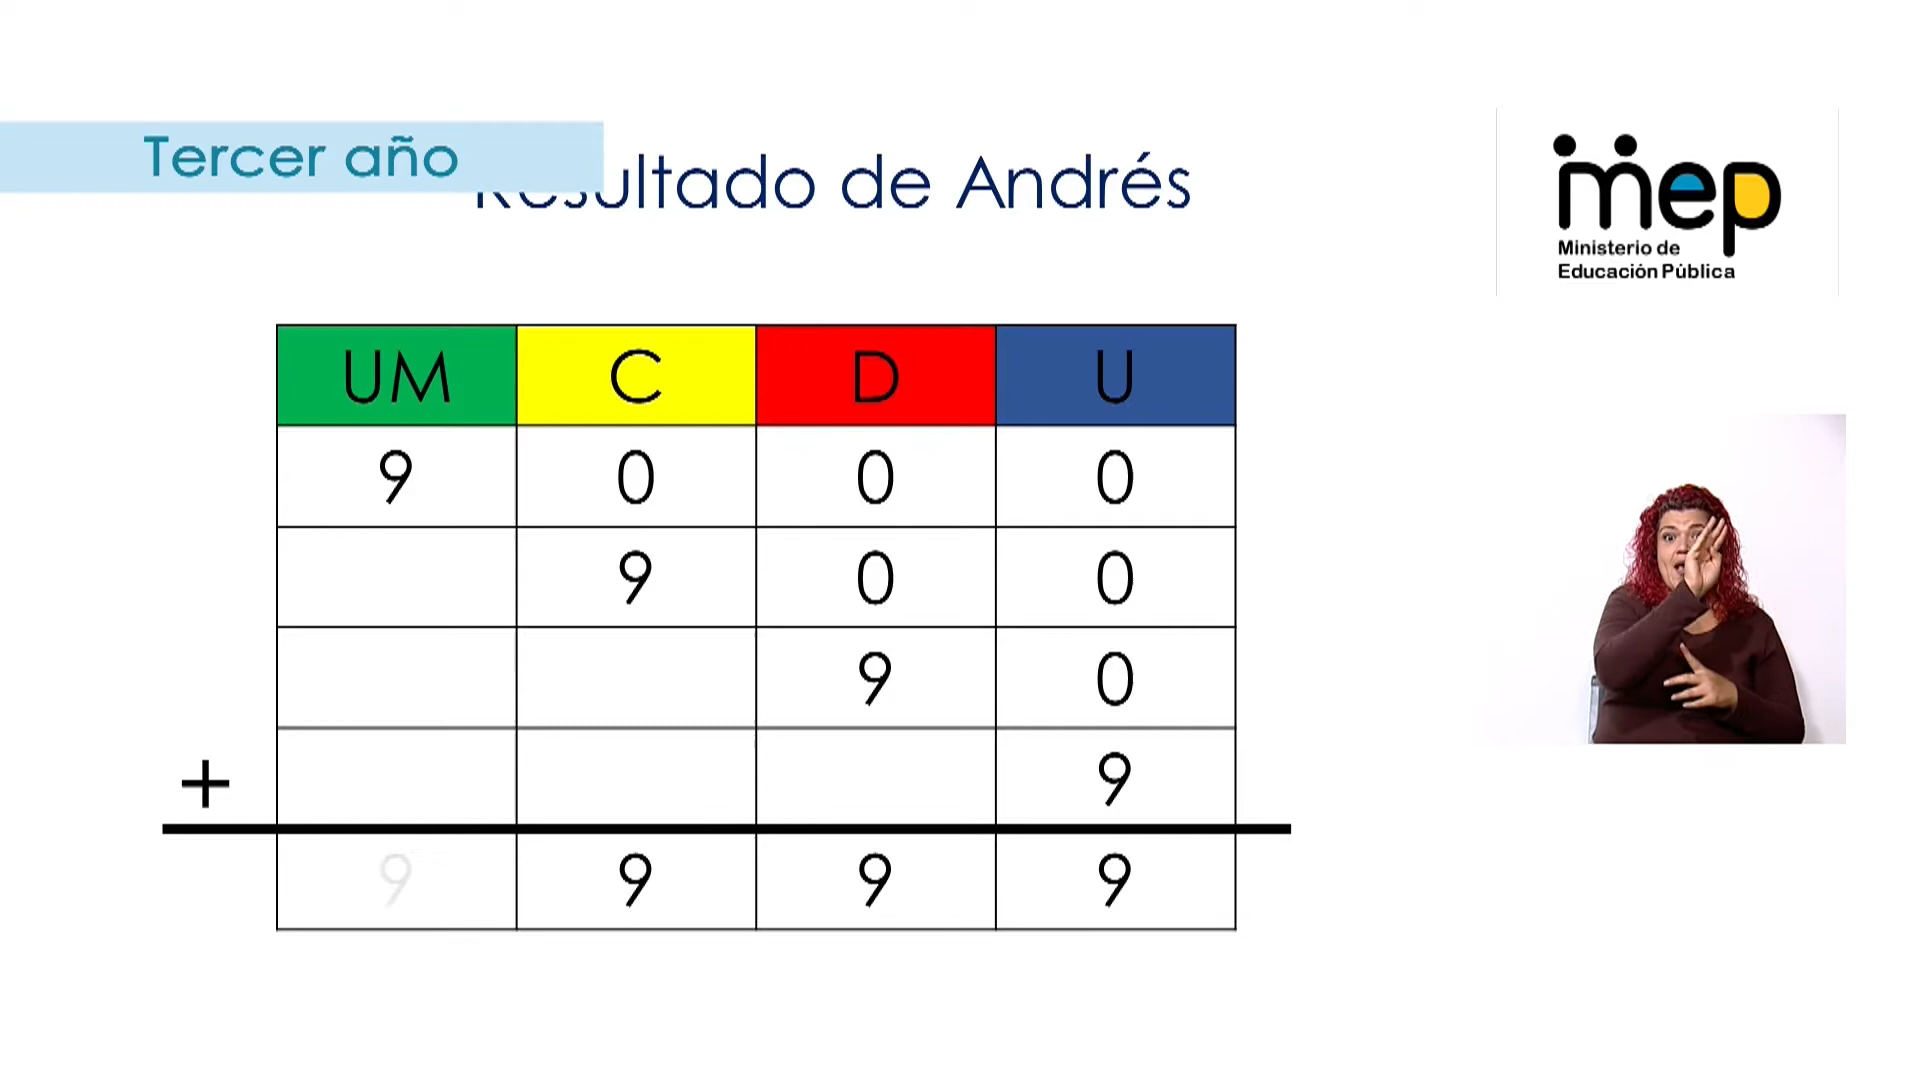 Tercer año
Resultado de Andrés
mep
Ministerio de
Educación Pública
UM C D U
9 0 0 0
9 0 0
9 0
+ 9
9 9 9 9